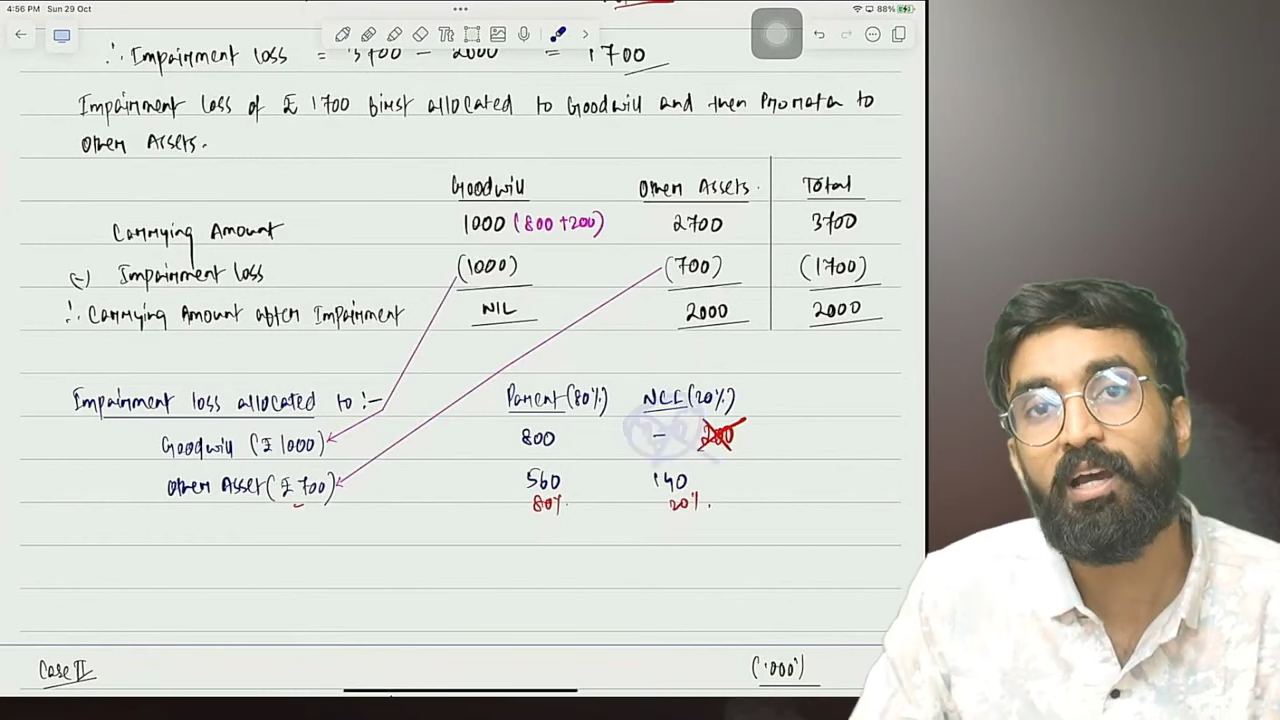 4:56 PM Sun 29 Oct
88%
∴ Impairment loss = 3700 – 2000 = 1700
Impairment Loss of ₹ 1700 first allocated to Goodwill and then Prorata to
Other Assets.
Goodwill Other Assets. Total
Carrying Amount 1000 (800+200) 2700 3700
(-) Impairment loss (1000) (700) (1700)
∴ Carrying Amount after Impairment NIL 2000 2000
Impairment loss allocated to :- Parent (80%) NCI (20%)
Goodwill (₹ 1000) 800 – 200
Other Asset (₹ 700) 560 140
80%. 20%.
Case II ('000')